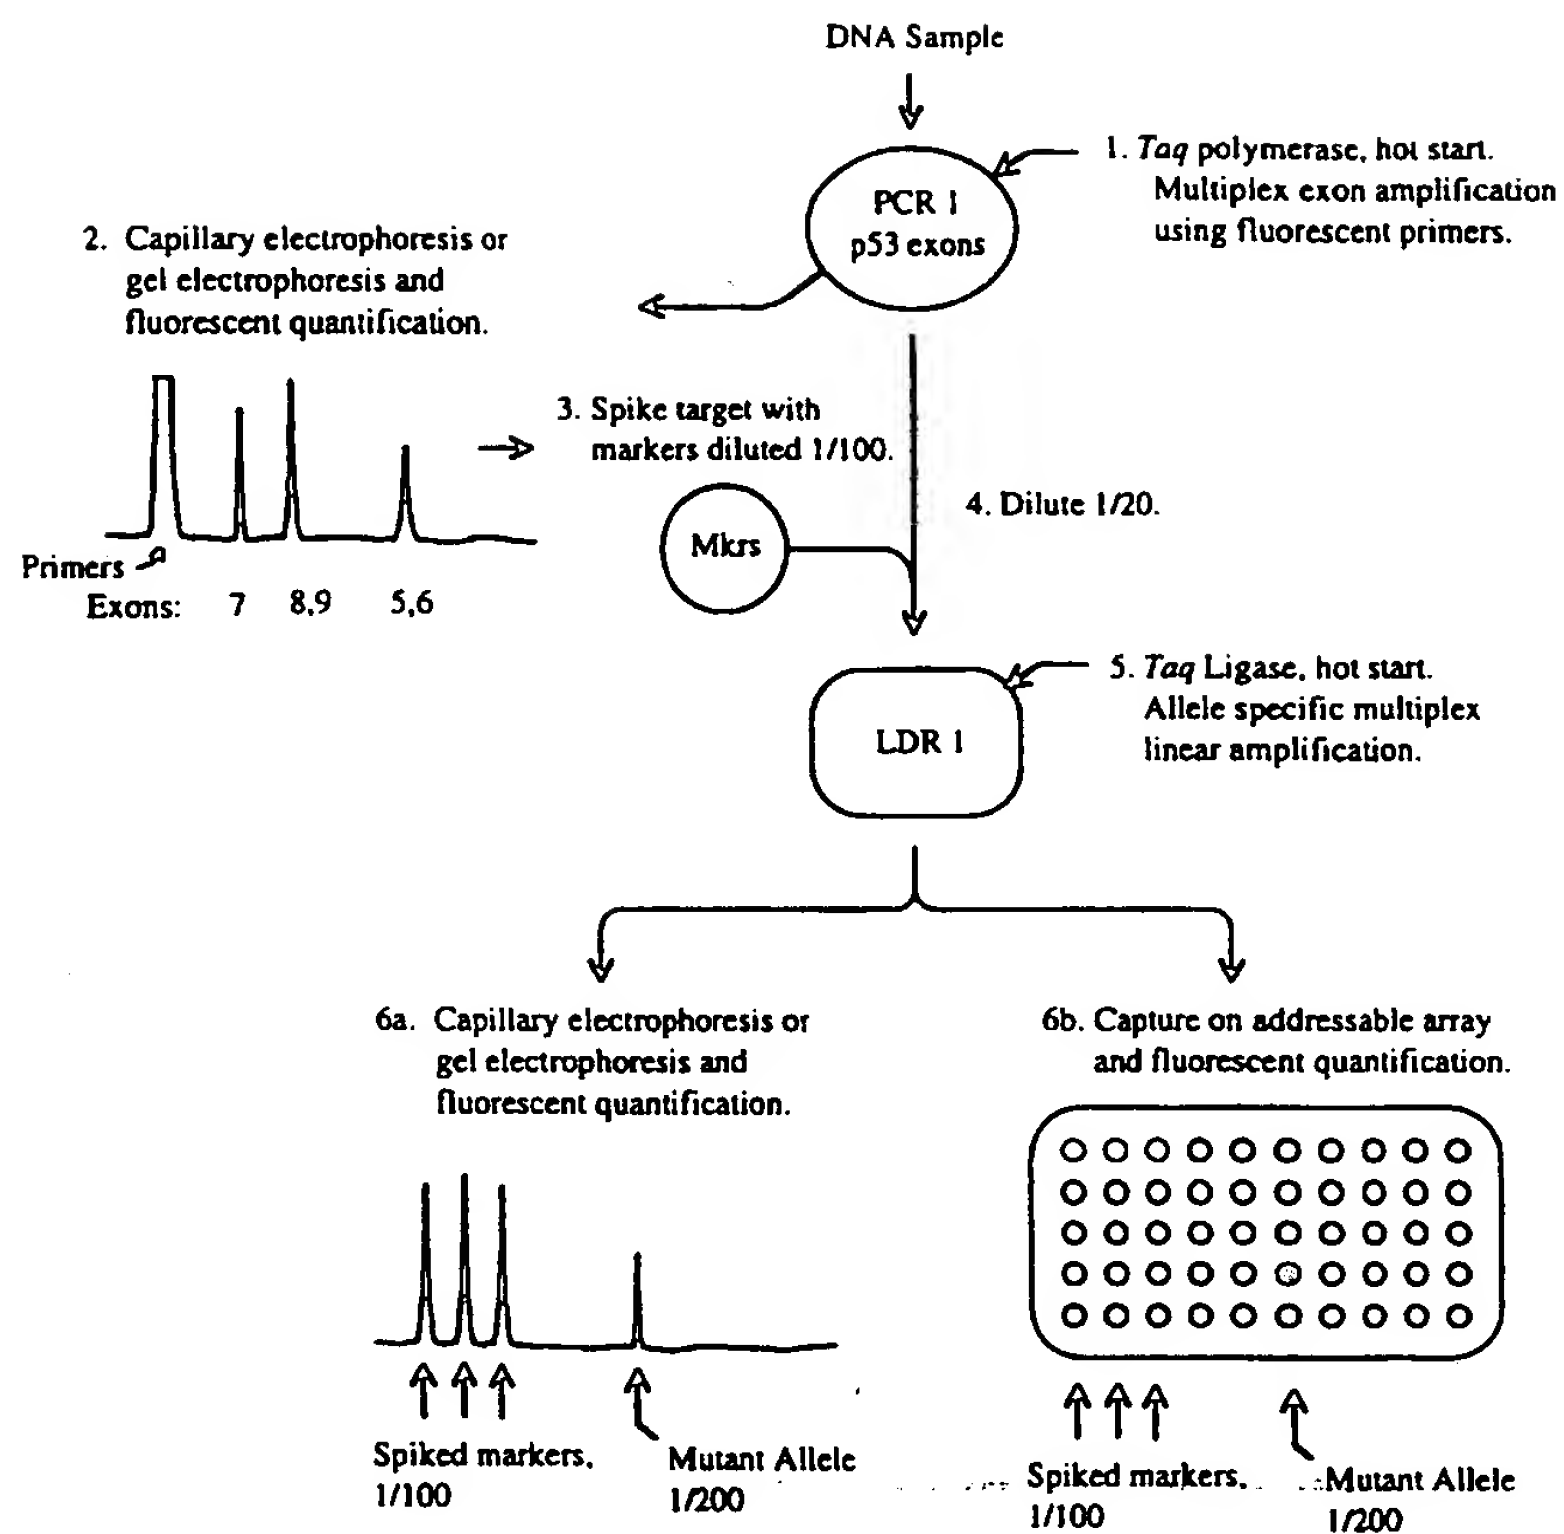 DNA Sample
PCR 1
p53 exons
1. Taq polymerase, hot start.
Multiplex exon amplification
using fluorescent primers.
2. Capillary electrophoresis or
gel electrophoresis and
fluorescent quantification.
Primers
Exons: 7 8,9 5,6
3. Spike target with
markers diluted 1/100.
Mkrs
4. Dilute 1/20.
LDR 1
5. Taq Ligase, hot start.
Allele specific multiplex
linear amplification.
6a. Capillary electrophoresis or
gel electrophoresis and
fluorescent quantification.
Spiked markers,
1/100
Mutant Allele
1/200
6b. Capture on addressable array
and fluorescent quantification.
Spiked markers,
1/100
Mutant Allele
1/200